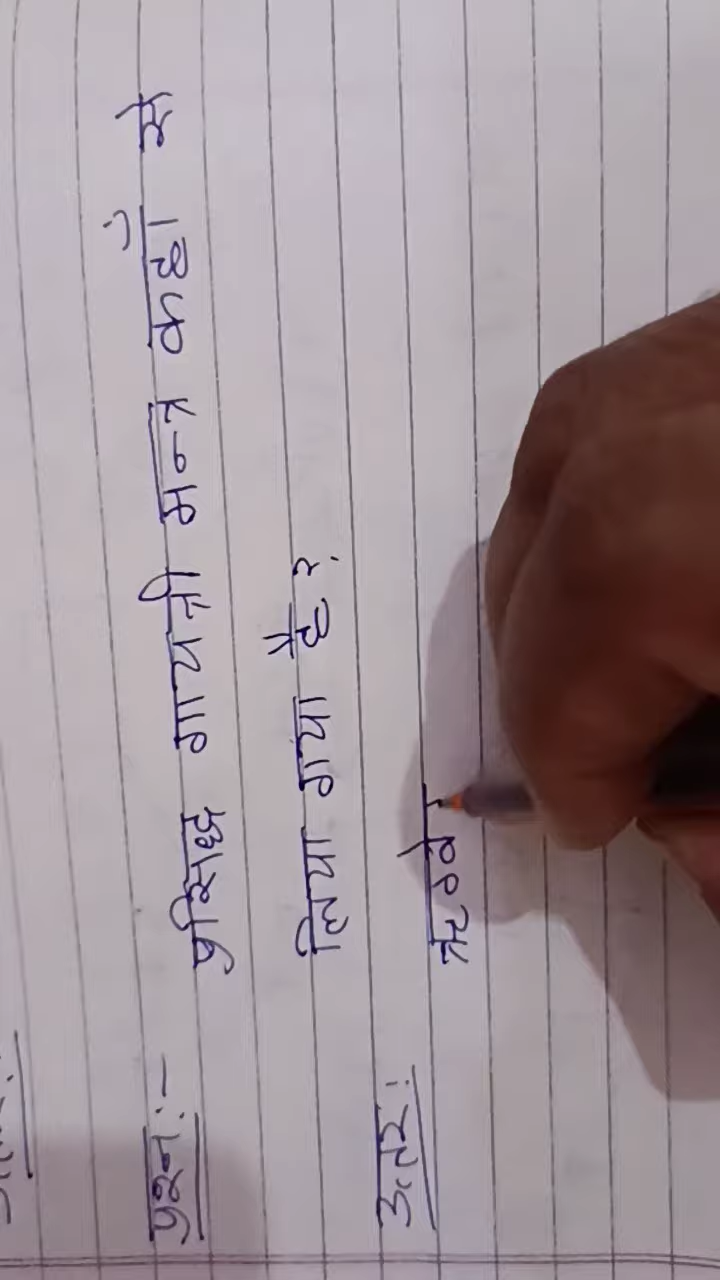 प्रश्न:- प्रसिद्ध गायत्री मन्त्र कहाँ से
लिया गया है?
उत्तर: ऋग्वे